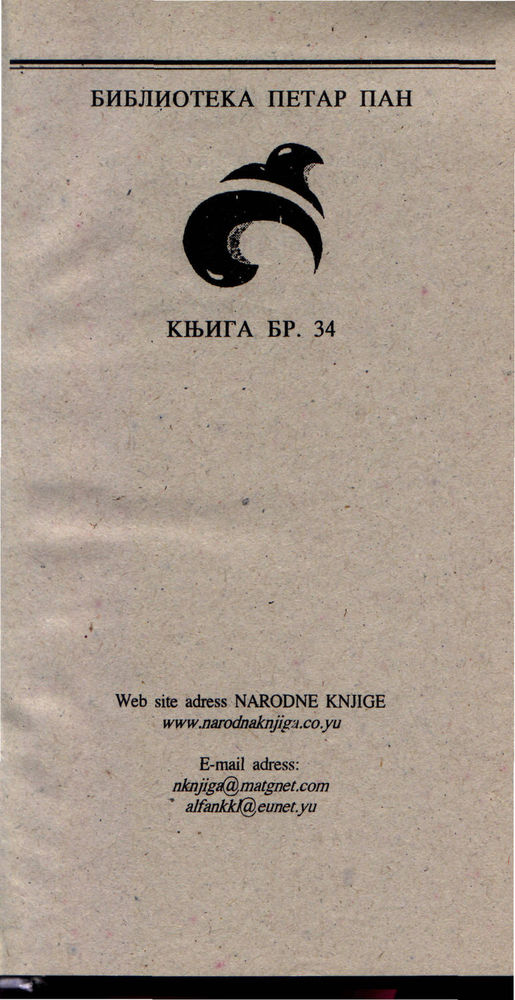 БИБЛИОТЕКА ПЕТАР ПАН
КЊИГА БР. 34
Web site adress NARODNE KNJIGE
www.narodnaknjiga.co.yu
E-mail adress:
nknjiga@matgnet.com
alfankkl@eunet.yu